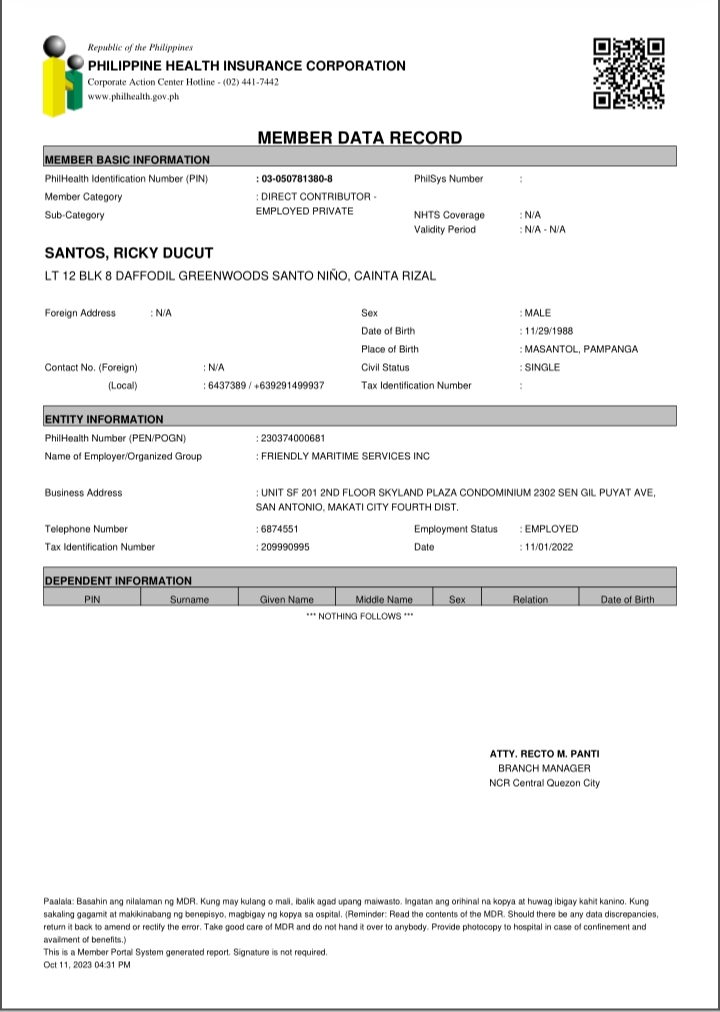 Republic of the Philippines
PHILIPPINE HEALTH INSURANCE CORPORATION
Corporate Action Center Hotline - (02) 441-7442
www.philhealth.gov.ph
MEMBER DATA RECORD
MEMBER BASIC INFORMATION
PhilHealth Identification Number (PIN) : 03-050781380-8 PhilSys Number :
Member Category : DIRECT CONTRIBUTOR -
Sub-Category EMPLOYED PRIVATE NHTS Coverage : N/A
Validity Period : N/A - N/A
SANTOS, RICKY DUCUT
LT 12 BLK 8 DAFFODIL GREENWOODS SANTO NIÑO, CAINTA RIZAL
Foreign Address : N/A Sex : MALE
Date of Birth : 11/29/1988
Place of Birth : MASANTOL, PAMPANGA
Contact No. (Foreign) : N/A Civil Status : SINGLE
(Local) : 6437389 / +639291499937 Tax Identification Number :
ENTITY INFORMATION
PhilHealth Number (PEN/POGN) : 230374000681
Name of Employer/Organized Group : FRIENDLY MARITIME SERVICES INC
Business Address : UNIT SF 201 2ND FLOOR SKYLAND PLAZA CONDOMINIUM 2302 SEN GIL PUYAT AVE,
SAN ANTONIO, MAKATI CITY FOURTH DIST.
Telephone Number : 6874551 Employment Status : EMPLOYED
Tax Identification Number : 209990995 Date : 11/01/2022
DEPENDENT INFORMATION
PIN Surname Given Name Middle Name Sex Relation Date of Birth
*** NOTHING FOLLOWS ***
ATTY. RECTO M. PANTI
BRANCH MANAGER
NCR Central Quezon City
Paalala: Basahin ang nilalaman ng MDR. Kung may kulang o mali, ibalik agad upang maiwasto. Ingatan ang orihinal na kopya at huwag ibigay kahit kanino. Kung
sakaling gagamit at makikinabang ng benepisyo, magbigay ng kopya sa ospital. (Reminder: Read the contents of the MDR. Should there be any data discrepancies,
return it back to amend or rectify the error. Take good care of MDR and do not hand it over to anybody. Provide photocopy to hospital in case of confinement and
availment of benefits.)
This is a Member Portal System generated report. Signature is not required.
Oct 11, 2023 04:31 PM